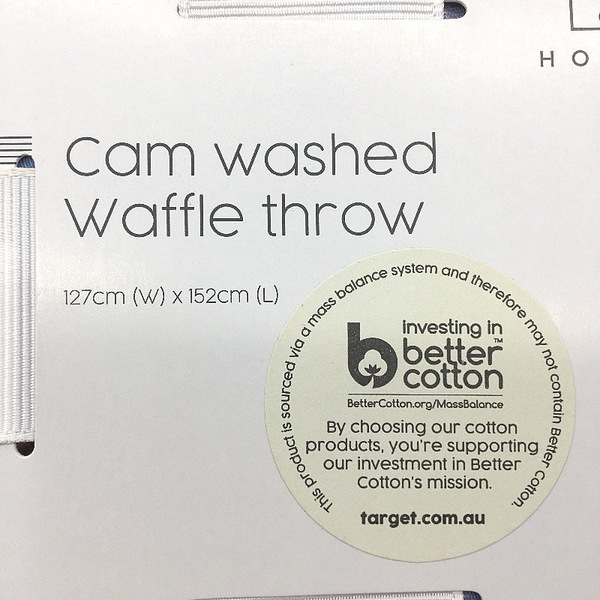 HO
Cam washed
Waffle throw
127cm (W) x 152cm (L)
This product is sourced via a mass balance system and therefore may not contain Better Cotton.
investing in
better™
cotton
BetterCotton.org/MassBalance
By choosing our cotton
products, you're supporting
our investment in Better
Cotton's mission.
target.com.au